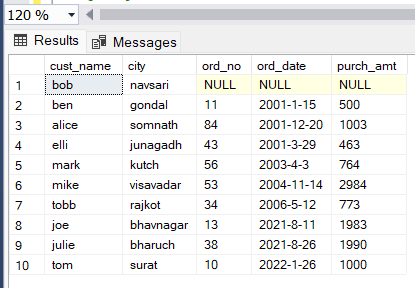 120 %
Results Messages
cust_name city ord_no ord_date purch_amt
1 bob navsari NULL NULL NULL
2 ben gondal 11 2001-1-15 500
3 alice somnath 84 2001-12-20 1003
4 elli junagadh 43 2001-3-29 463
5 mark kutch 56 2003-4-3 764
6 mike visavadar 53 2004-11-14 2984
7 tobb rajkot 34 2006-5-12 773
8 joe bhavnagar 13 2021-8-11 1983
9 julie bharuch 38 2021-8-26 1990
10 tom surat 10 2022-1-26 1000